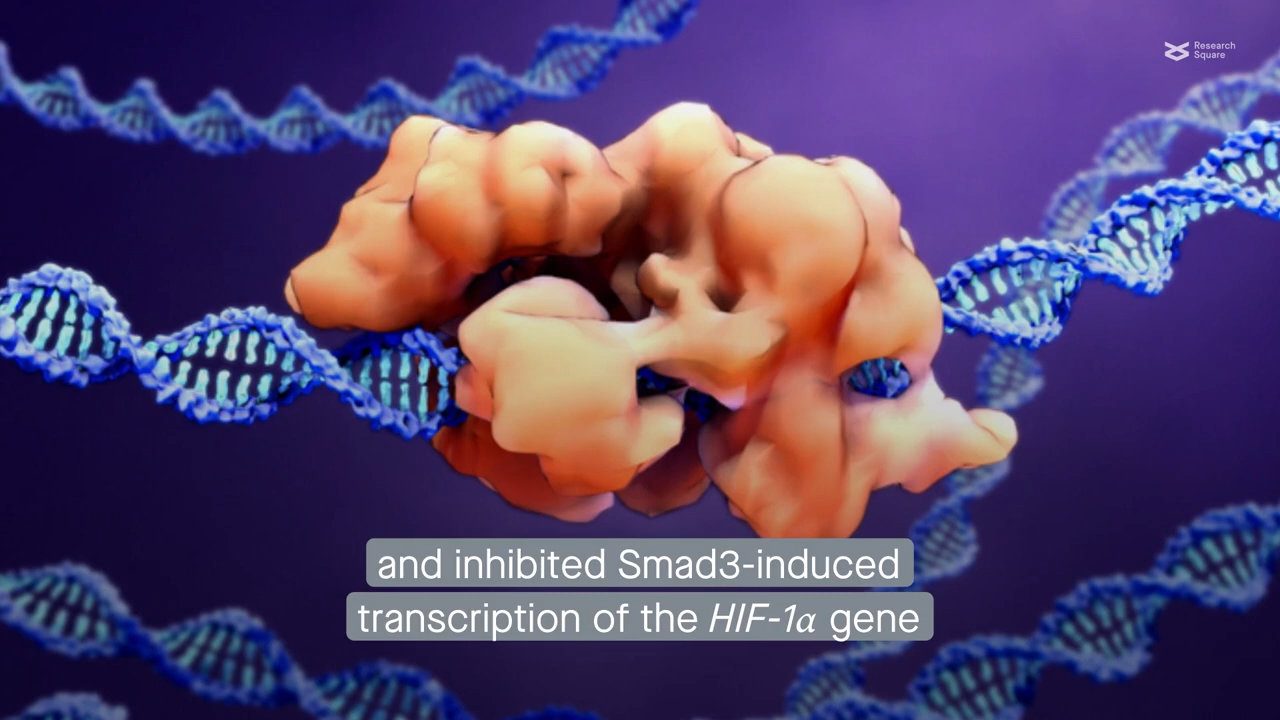 Research
Square
and inhibited Smad3-induced
transcription of the HIF-1α gene